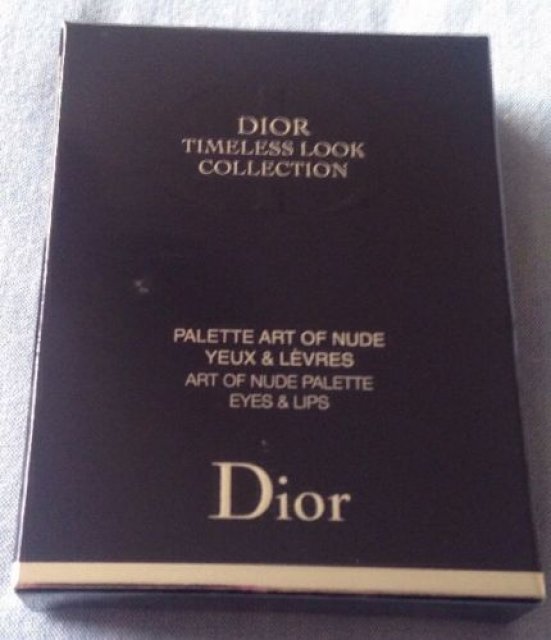 DIOR
TIMELESS LOOK
COLLECTION
PALETTE ART OF NUDE
YEUX & LÈVRES
ART OF NUDE PALETTE
EYES & LIPS
Dior